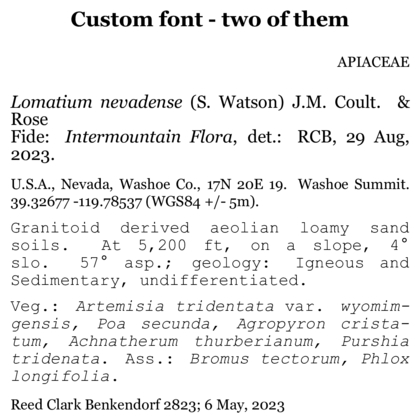 Custom font - two of them
APIACEAE
Lomatium nevadense (S. Watson) J.M. Coult. &
Rose
Fide: Intermountain Flora, det.: RCB, 29 Aug,
2023.
U.S.A., Nevada, Washoe Co., 17N 20E 19. Washoe Summit.
39.32677 -119.78537 (WGS84 +/- 5m).
Granitoid derived aeolian loamy sand
soils. At 5,200 ft, on a slope, 4°
slo. 57° asp.; geology: Igneous and
Sedimentary, undifferentiated.
Veg.: Artemisia tridentata var. wyomim-
gensis, Poa secunda, Agropyron crista-
tum, Achnatherum thurberianum, Purshia
tridenata. Ass.: Bromus tectorum, Phlox
longifolia.
Reed Clark Benkendorf 2823; 6 May, 2023